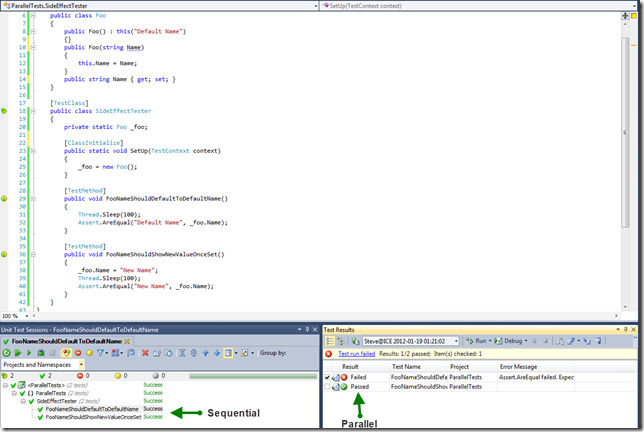 ParallelTests.SideEffectTester
SetUp(TestContext context)
6 public class Foo
7 {
8 public Foo() : this("Default Name")
9 {}
10 public Foo(string Name)
11 {
12 this.Name = Name;
13 }
14 public string Name { get; set; }
15 }
16
17 [TestClass]
18 public class SideEffectTester
19 {
20 private static Foo _foo;
21
22 [ClassInitialize]
23 public static void SetUp(TestContext context)
24 {
25 _foo = new Foo();
26 }
27
28 [TestMethod]
29 public void FooNameShouldDefaultToDefaultName()
30 {
31 Thread.Sleep(100);
32 Assert.AreEqual("Default Name", _foo.Name);
33 }
34
35 [TestMethod]
36 public void FooNameShouldShowNewValueOnceSet()
37 {
38 _foo.Name = "New Name";
39 Thread.Sleep(100);
40 Assert.AreEqual("New Name", _foo.Name);
41 }
42 }
43 }
100 %
Unit Test Sessions - FooNameShouldDefaultToDefaultName
FooNameShouldDefaultToDefaultName
Group by:
Projects and Namespaces
2 2 0 0 0
<ParallelTests> (2 tests) Success
ParallelTests (2 tests) Success
SideEffectTester (2 tests) Success
FooNameShouldDefaultToDefaultName Success
FooNameShouldShowNewValueOnceSet Success
Sequential
Test Results
Steve@ICE 2012-01-19 01:21:02
Run
Debug
Test run failed Results: 1/2 passed; Item(s) checked: 1
Result Test Name Project Error Message
Failed FooNameShouldDefa ParallelTests Assert.AreEqual failed. Expec
Passed FooNameShouldShov ParallelTests
Parallel